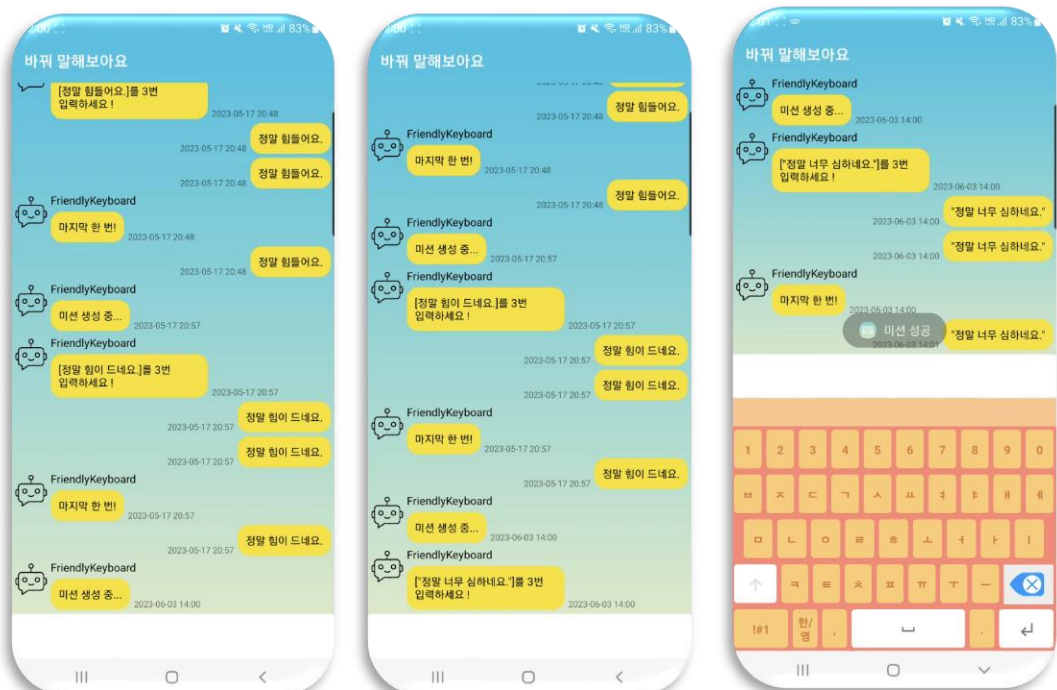 바꿔 말해보아요
[정말 힘들어요.]를 3번
입력하세요 !
2023-05-17 20:48
정말 힘들어요.
2023-05-17 20:48
정말 힘들어요.
2023-05-17 20:48
FriendlyKeyboard
마지막 한 번!
2023-05-17 20:48
정말 힘들어요.
2023-05-17 20:48
FriendlyKeyboard
미션 생성 중...
2023-05-17 20:57
FriendlyKeyboard
[정말 힘이 드네요.]를 3번
입력하세요 !
2023-05-17 20:57
정말 힘이 드네요.
2023-05-17 20:57
정말 힘이 드네요.
2023-05-17 20:57
FriendlyKeyboard
마지막 한 번!
2023-05-17 20:57
정말 힘이 드네요.
2023-05-17 20:57
FriendlyKeyboard
미션 생성 중...
2023-06-03 14:00
83%
바꿔 말해보아요
정말 힘들어요.
2023-05-17 20:48
FriendlyKeyboard
마지막 한 번!
2023-05-17 20:48
정말 힘들어요.
2023-05-17 20:48
FriendlyKeyboard
미션 생성 중...
2023-05-17 20:57
FriendlyKeyboard
[정말 힘이 드네요.]를 3번
입력하세요 !
2023-05-17 20:57
정말 힘이 드네요.
2023-05-17 20:57
정말 힘이 드네요.
2023-05-17 20:57
FriendlyKeyboard
마지막 한 번!
2023-05-17 20:57
정말 힘이 드네요.
2023-05-17 20:57
FriendlyKeyboard
미션 생성 중...
2023-06-03 14:00
FriendlyKeyboard
["정말 너무 심하네요."]를 3번
입력하세요 !
2023-06-03 14:00
83%
바꿔 말해보아요
FriendlyKeyboard
미션 생성 중...
2023-06-03 14:00
FriendlyKeyboard
["정말 너무 심하네요."]를 3번
입력하세요 !
2023-06-03 14:00
"정말 너무 심하네요."
2023-06-03 14:00
"정말 너무 심하네요."
2023-06-03 14:00
FriendlyKeyboard
마지막 한 번!
2023-06-03 14:00
미션 성공
"정말 너무 심하네요."
2023-06-03 14:01
1 2 3 4 5 6 7 8 9 0
ㅂ ㅈ ㄷ ㄱ ㅅ ㅛ ㅕ ㅑ ㅐ ㅔ
ㅁ ㄴ ㅇ ㄹ ㅎ ㅗ ㅓ ㅏ ㅣ
ㅋ ㅌ ㅊ ㅍ ㅠ ㅜ ㅡ
!#1 한/영 , .